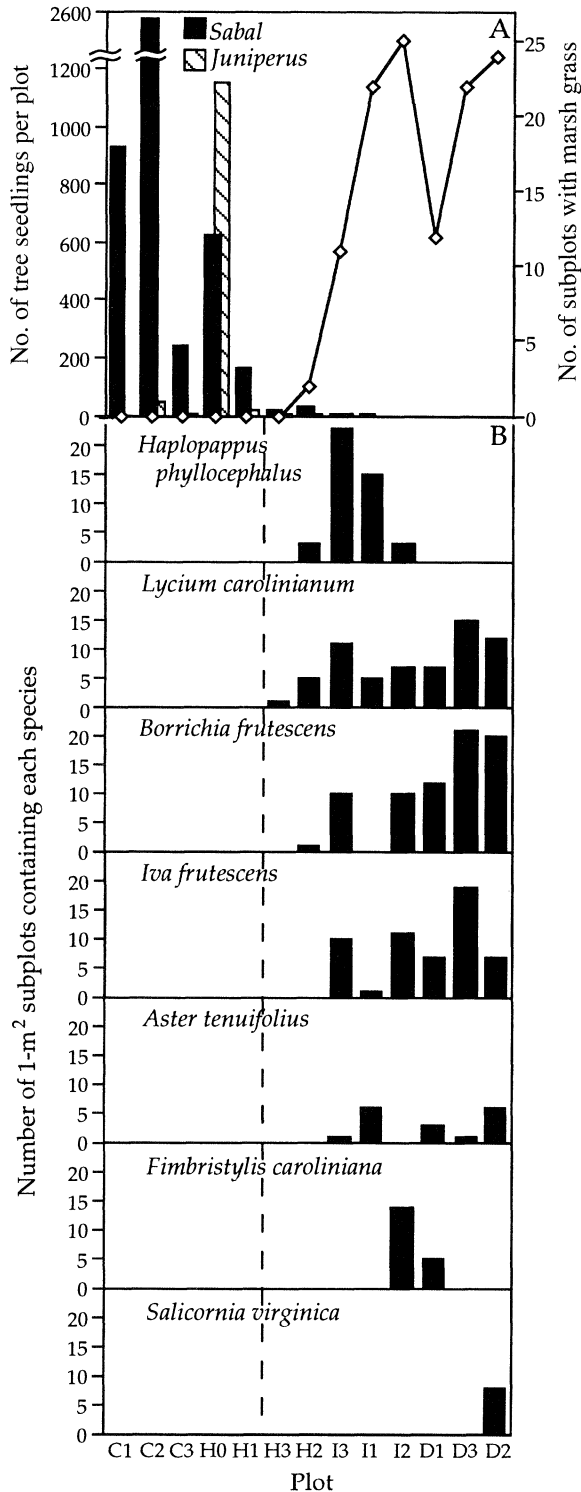 2600
A
Sabal
25
Juniperus
1200
1000
20
800
15
600
10
400
5
200
0
0
No. of tree seedlings per plot
No. of subplots with marsh grass
B
Haplopappus
phyllocephalus
20
15
10
5
0
Lycium carolinianum
20
15
10
5
0
Borrichia frutescens
20
15
10
5
0
Iva frutescens
20
15
10
5
0
Aster tenuifolius
20
15
10
5
0
Fimbristylis caroliniana
20
15
10
5
0
Salicornia virginica
20
15
10
5
0
Number of 1-m² subplots containing each species
C1 C2 C3 H0 H1 H3 H2 I3 I1 I2 D1 D3 D2
Plot